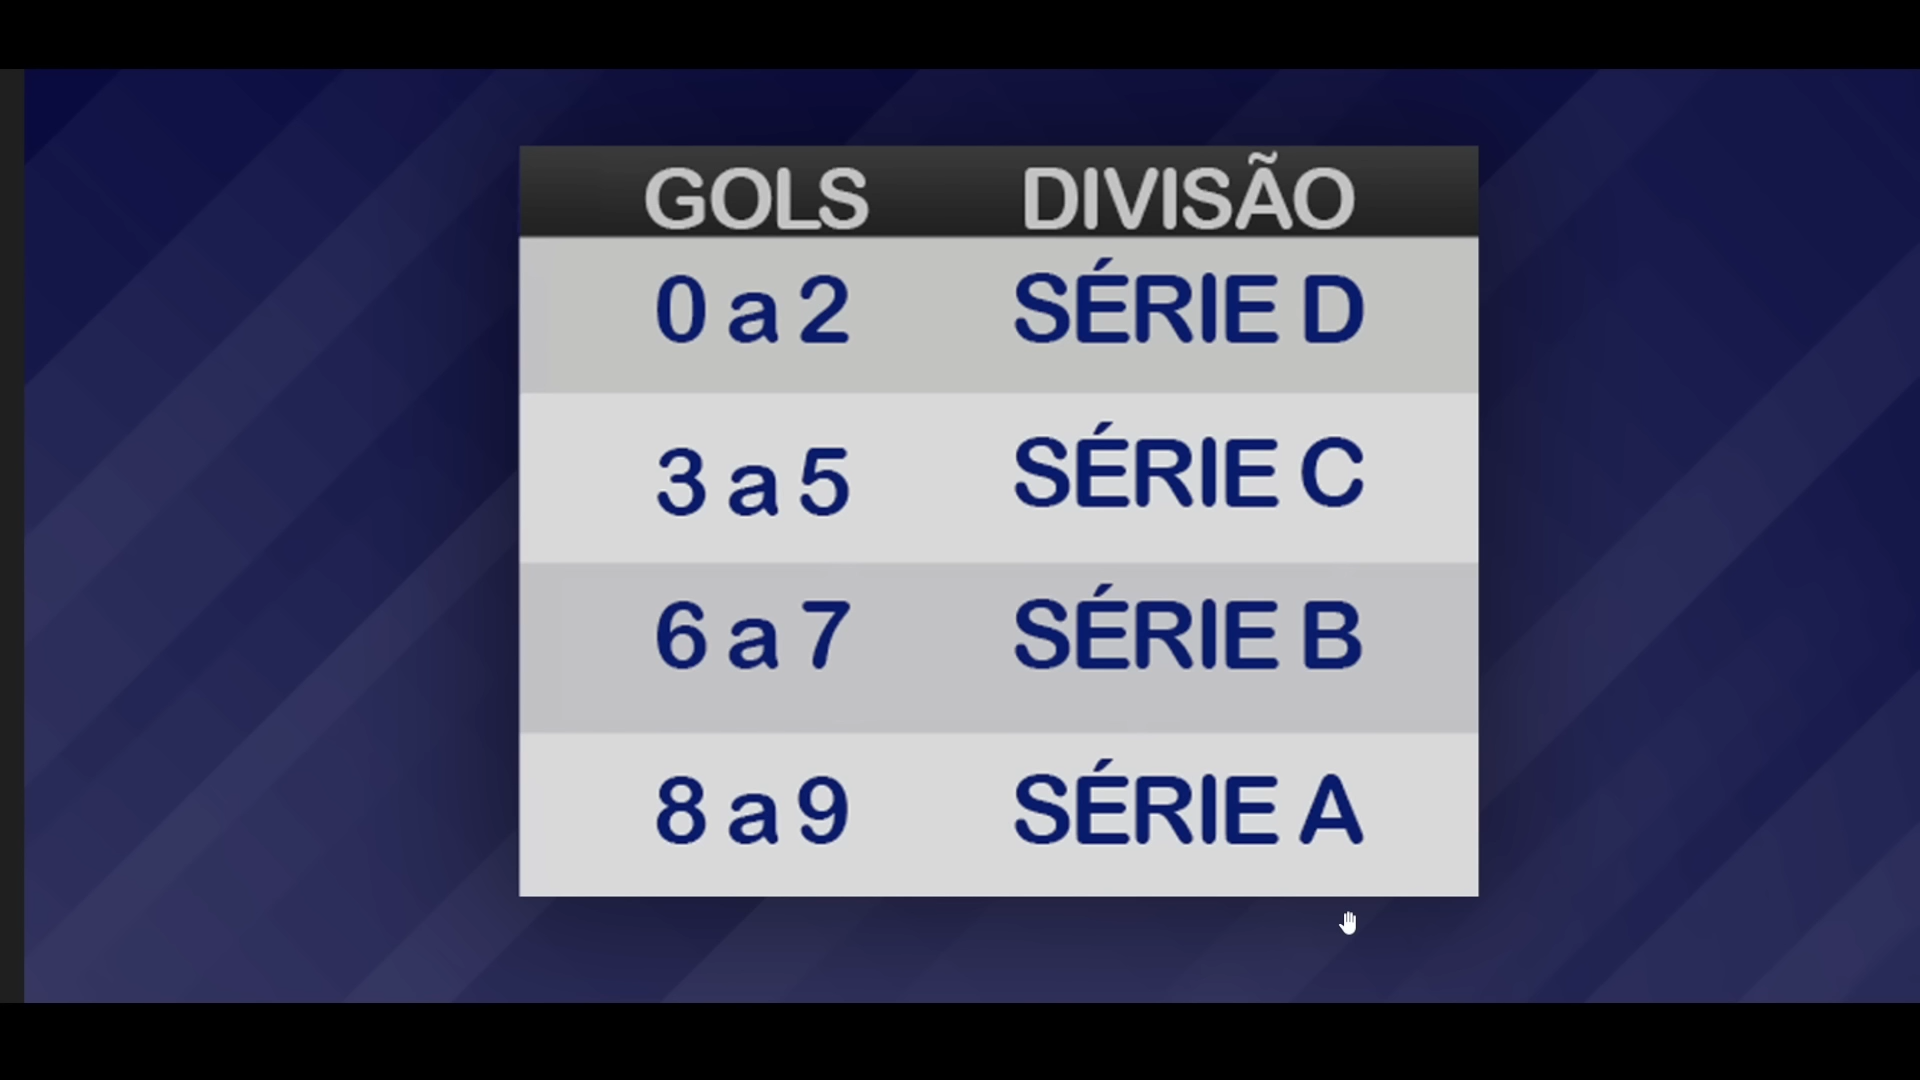 GOLS DIVISÃO
0 a 2 SÉRIE D
3 a 5 SÉRIE C
6 a 7 SÉRIE B
8 a 9 SÉRIE A